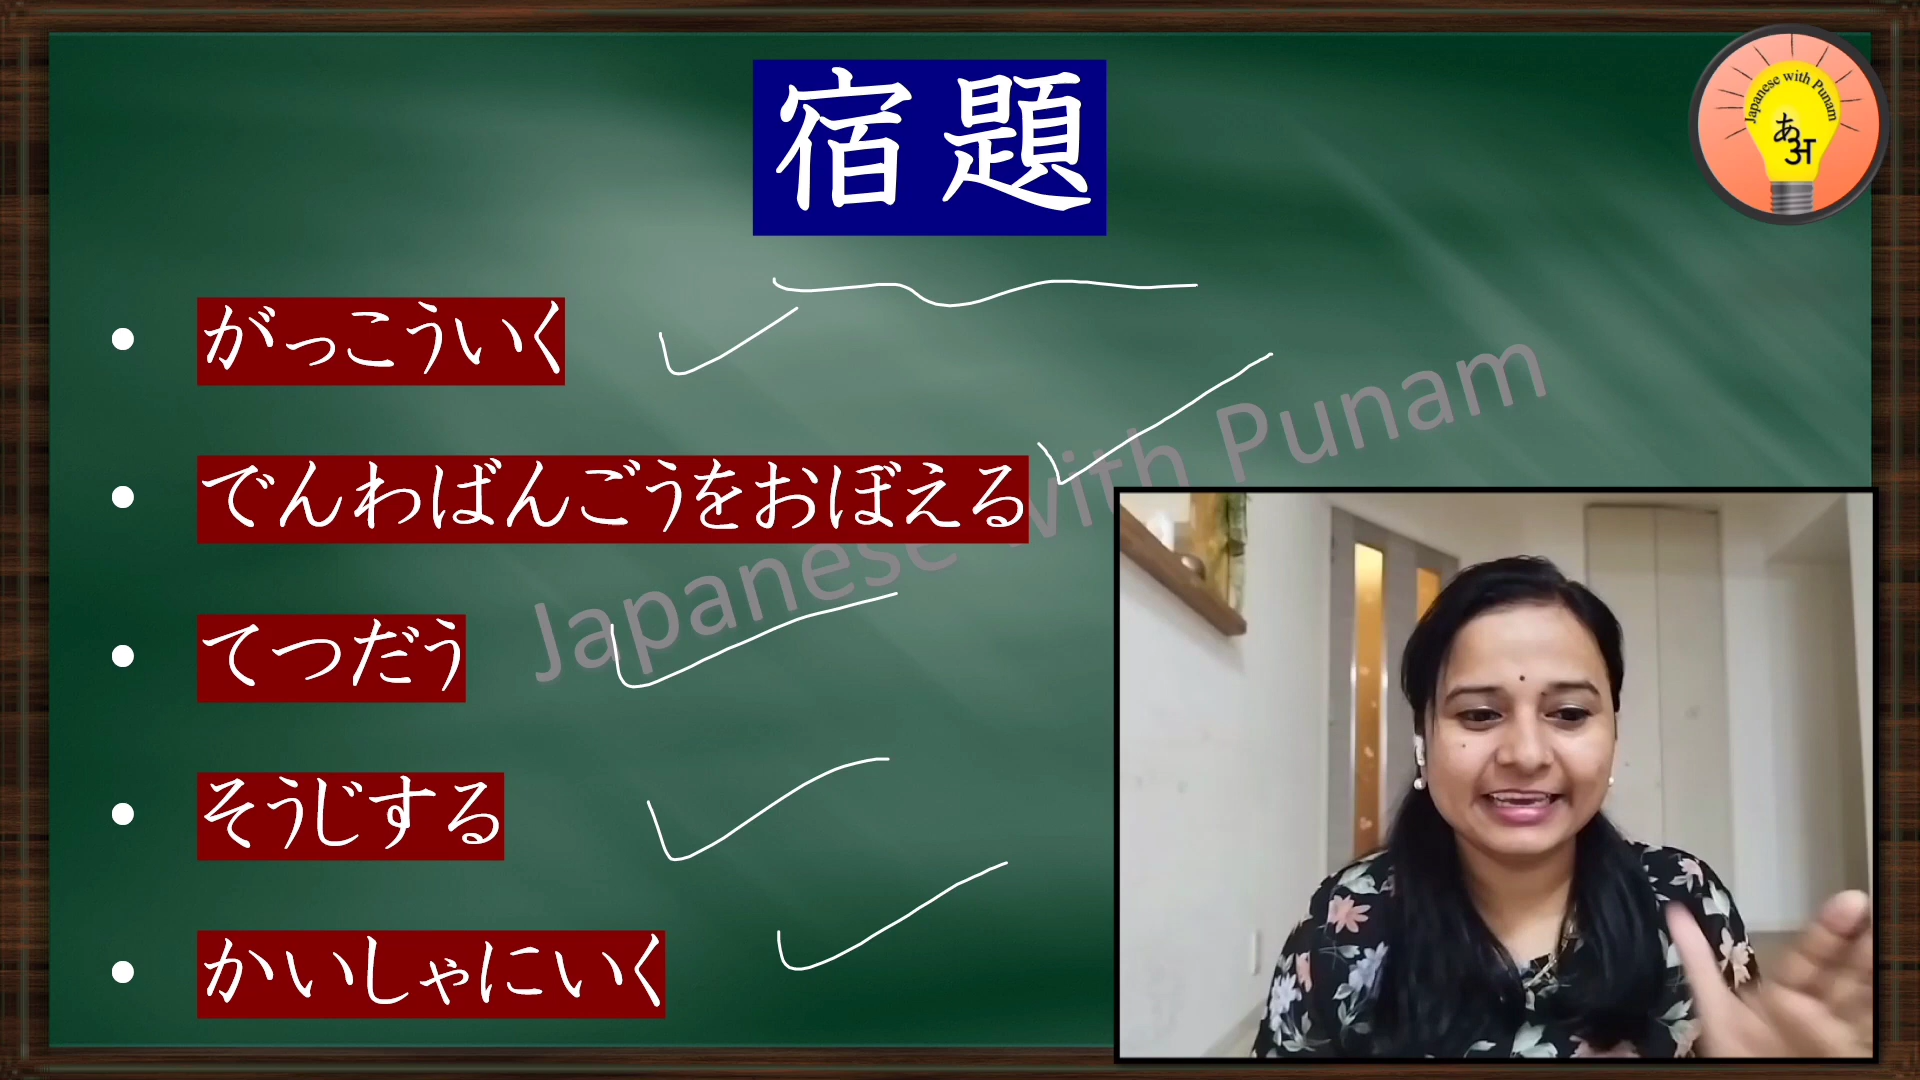 宿題
Japanese with Punam
あ
अ
がっこういく
でんわばんごうをおぼえる
てつだう
そうじする
かいしゃにいく
Japanese with Punam